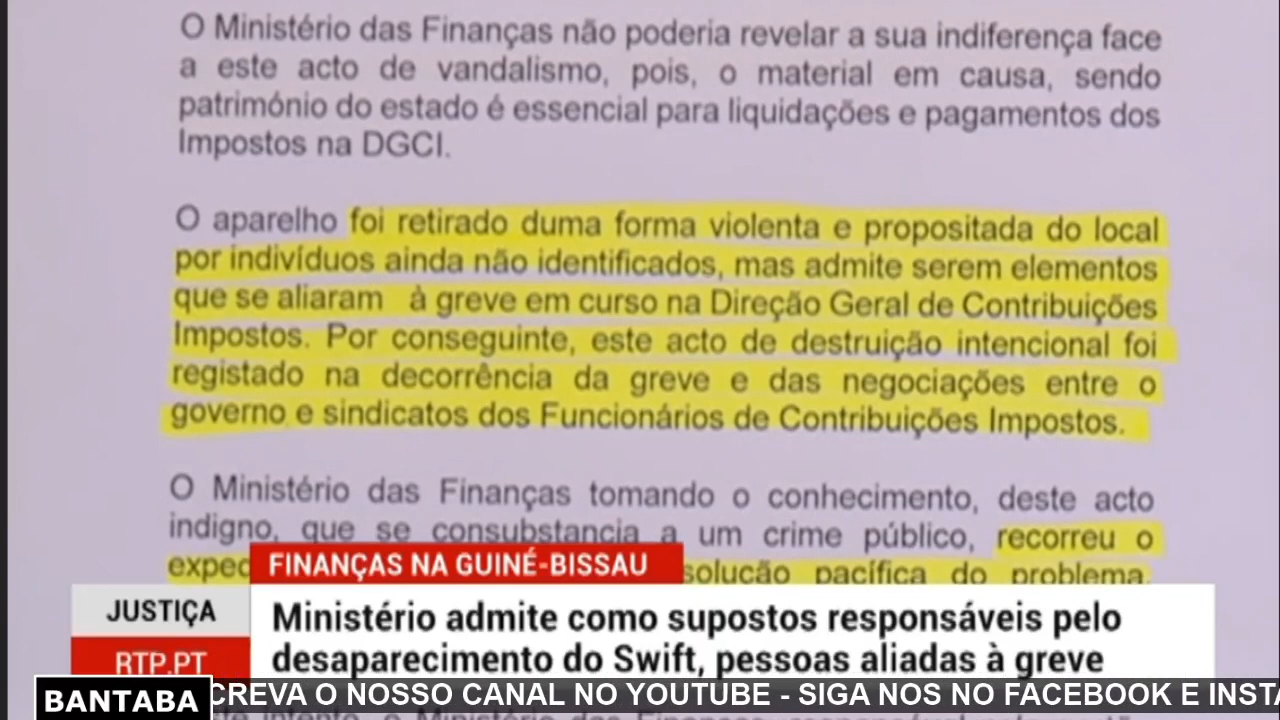 O Ministério das Finanças não poderia revelar a sua indiferença face
a este acto de vandalismo, pois, o material em causa, sendo
património do estado é essencial para liquidações e pagamentos dos
Impostos na DGCI.
O aparelho foi retirado duma forma violenta e propositada do local
por indivíduos ainda não identificados, mas admite serem elementos
que se aliaram à greve em curso na Direção Geral de Contribuições
Impostos. Por conseguinte, este acto de destruição intencional foi
registado na decorrência da greve e das negociações entre o
governo e sindicatos dos Funcionários de Contribuições Impostos.
O Ministério das Finanças tomando o conhecimento, deste acto
indigno, que se consubstancia a um crime público, recorreu o
solução pacífica do problema.
FINANÇAS NA GUINÉ-BISSAU
JUSTIÇA
RTP.PT
Ministério admite como supostos responsáveis pelo
desaparecimento do Swift, pessoas aliadas à greve
BANTABA
CREVA O NOSSO CANAL NO YOUTUBE - SIGA NOS NO FACEBOOK E INSTA